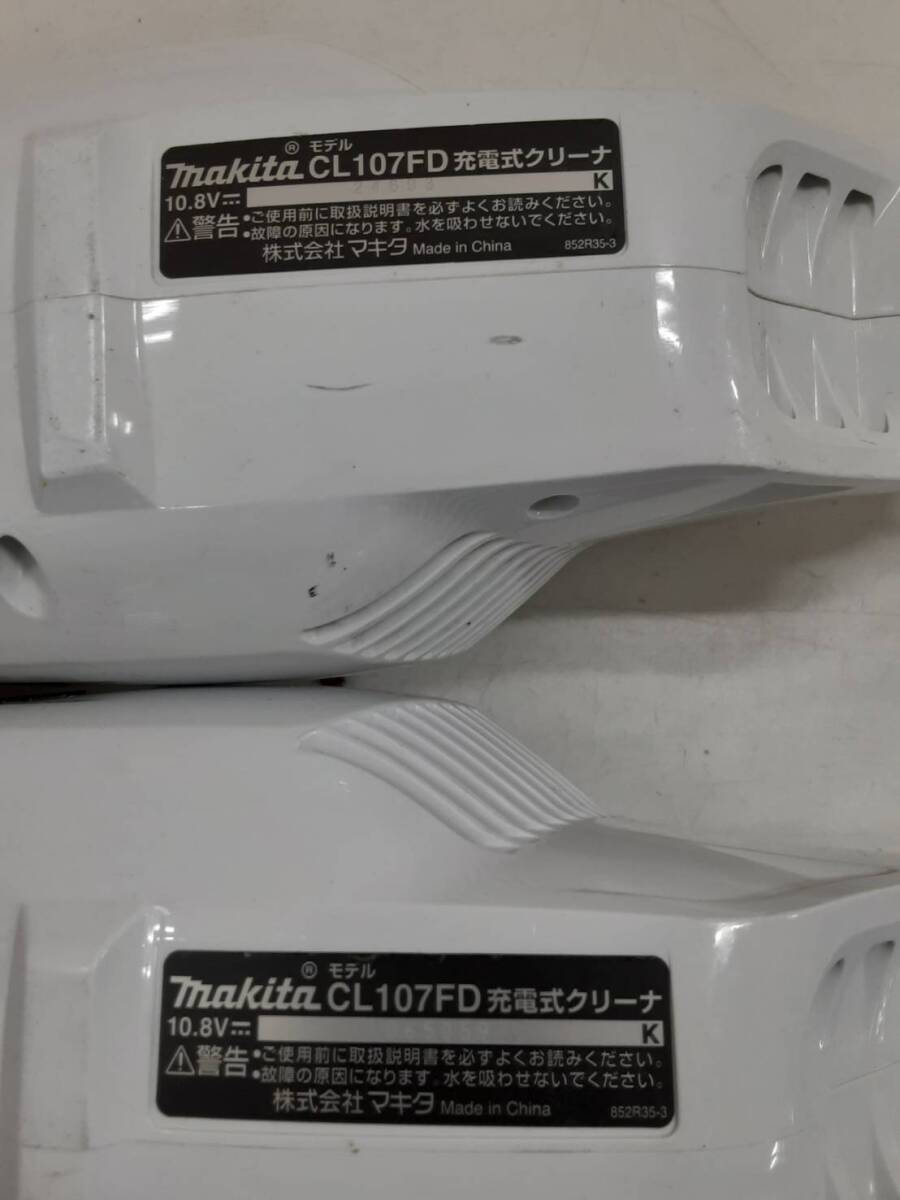 ® モデル
makita CL107FD 充電式クリーナ
10.8V⎓ K
⚠警告 •ご使用前に取扱説明書を必ずよくお読みください。
•故障の原因になります。水を吸わせないでください。
株式会社 マキタ Made in China 852R35-3
® モデル
makita CL107FD 充電式クリーナ
10.8V⎓ K
⚠警告 •ご使用前に取扱説明書を必ずよくお読みください。
•故障の原因になります。水を吸わせないでください。
株式会社 マキタ Made in China 852R35-3